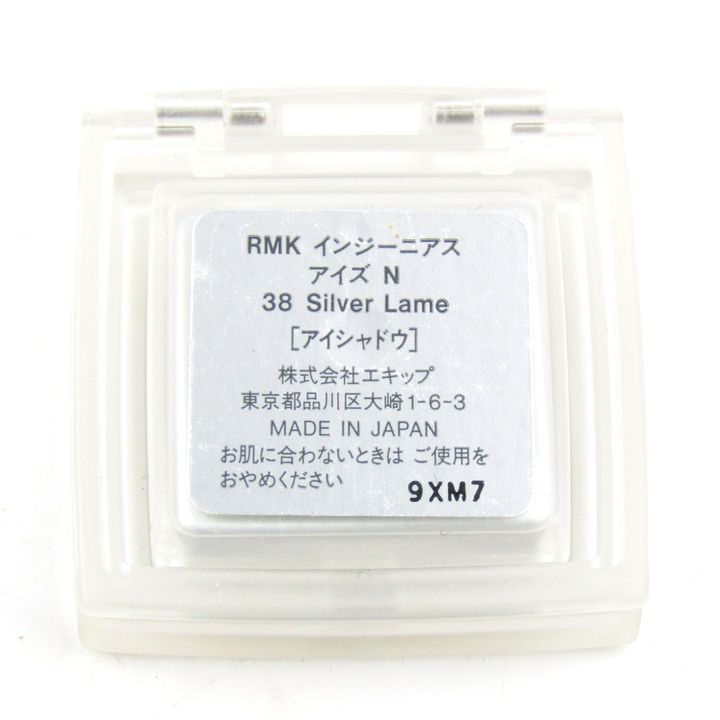 RMK インジーニアス
アイズ N
38 Silver Lame
[アイシャドウ]
株式会社エキップ
東京都品川区大崎1-6-3
MADE IN JAPAN
お肌に合わないときは ご使用を
おやめください
9XM7